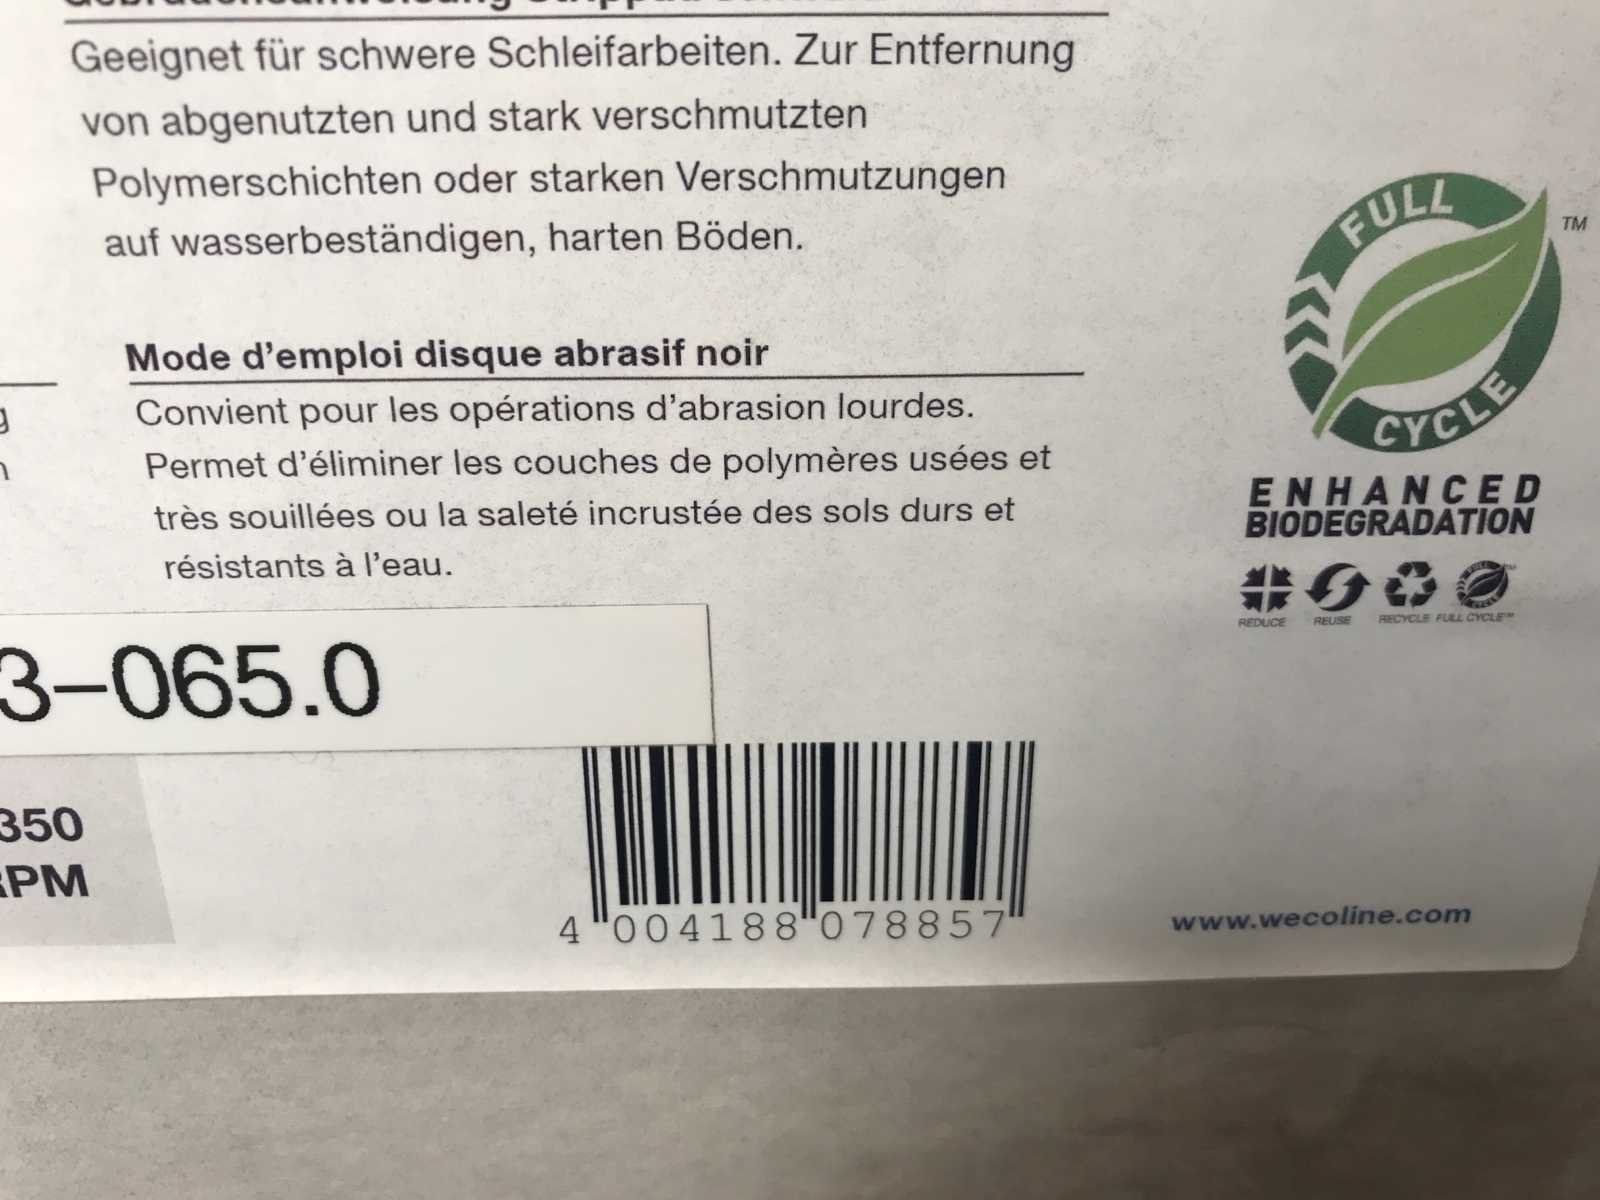 Geeignet für schwere Schleifarbeiten. Zur Entfernung
von abgenutzten und stark verschmutzten
Polymerschichten oder starken Verschmutzungen
auf wasserbeständigen, harten Böden.
Mode d'emploi disque abrasif noir
Convient pour les opérations d'abrasion lourdes.
Permet d'éliminer les couches de polymères usées et
très souillées ou la saleté incrustée des sols durs et
résistants à l'eau.
FULL
CYCLE
TM
ENHANCED
BIODEGRADATION
REDUCE REUSE RECYCLE FULL CYCLE™
3-065.0
350
RPM
4 004188 078857
www.wecoline.com